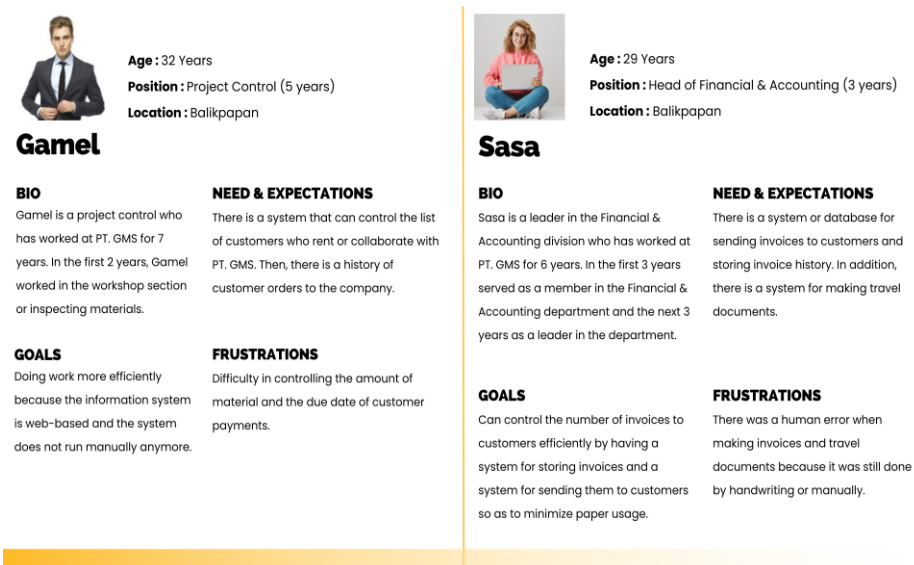 Age : 32 Years
Position : Project Control (5 years)
Location : Balikpapan
Gamel
BIO
Gamel is a project control who
has worked at PT. GMS for 7
years. In the first 2 years, Gamel
worked in the workshop section
or inspecting materials.
NEED & EXPECTATIONS
There is a system that can control the list
of customers who rent or collaborate with
PT. GMS. Then, there is a history of
customer orders to the company.
GOALS
Doing work more efficiently
because the information system
is web-based and the system
does not run manually anymore.
FRUSTRATIONS
Difficulty in controlling the amount of
material and the due date of customer
payments.
Age : 29 Years
Position : Head of Financial & Accounting (3 years)
Location : Balikpapan
Sasa
BIO
Sasa is a leader in the Financial &
Accounting division who has worked at
PT. GMS for 6 years. In the first 3 years
served as a member in the Financial &
Accounting department and the next 3
years as a leader in the department.
NEED & EXPECTATIONS
There is a system or database for
sending invoices to customers and
storing invoice history. In addition,
there is a system for making travel
documents.
GOALS
Can control the number of invoices to
customers efficiently by having a
system for storing invoices and a
system for sending them to customers
so as to minimize paper usage.
FRUSTRATIONS
There was a human error when
making invoices and travel
documents because it was still done
by handwriting or manually.